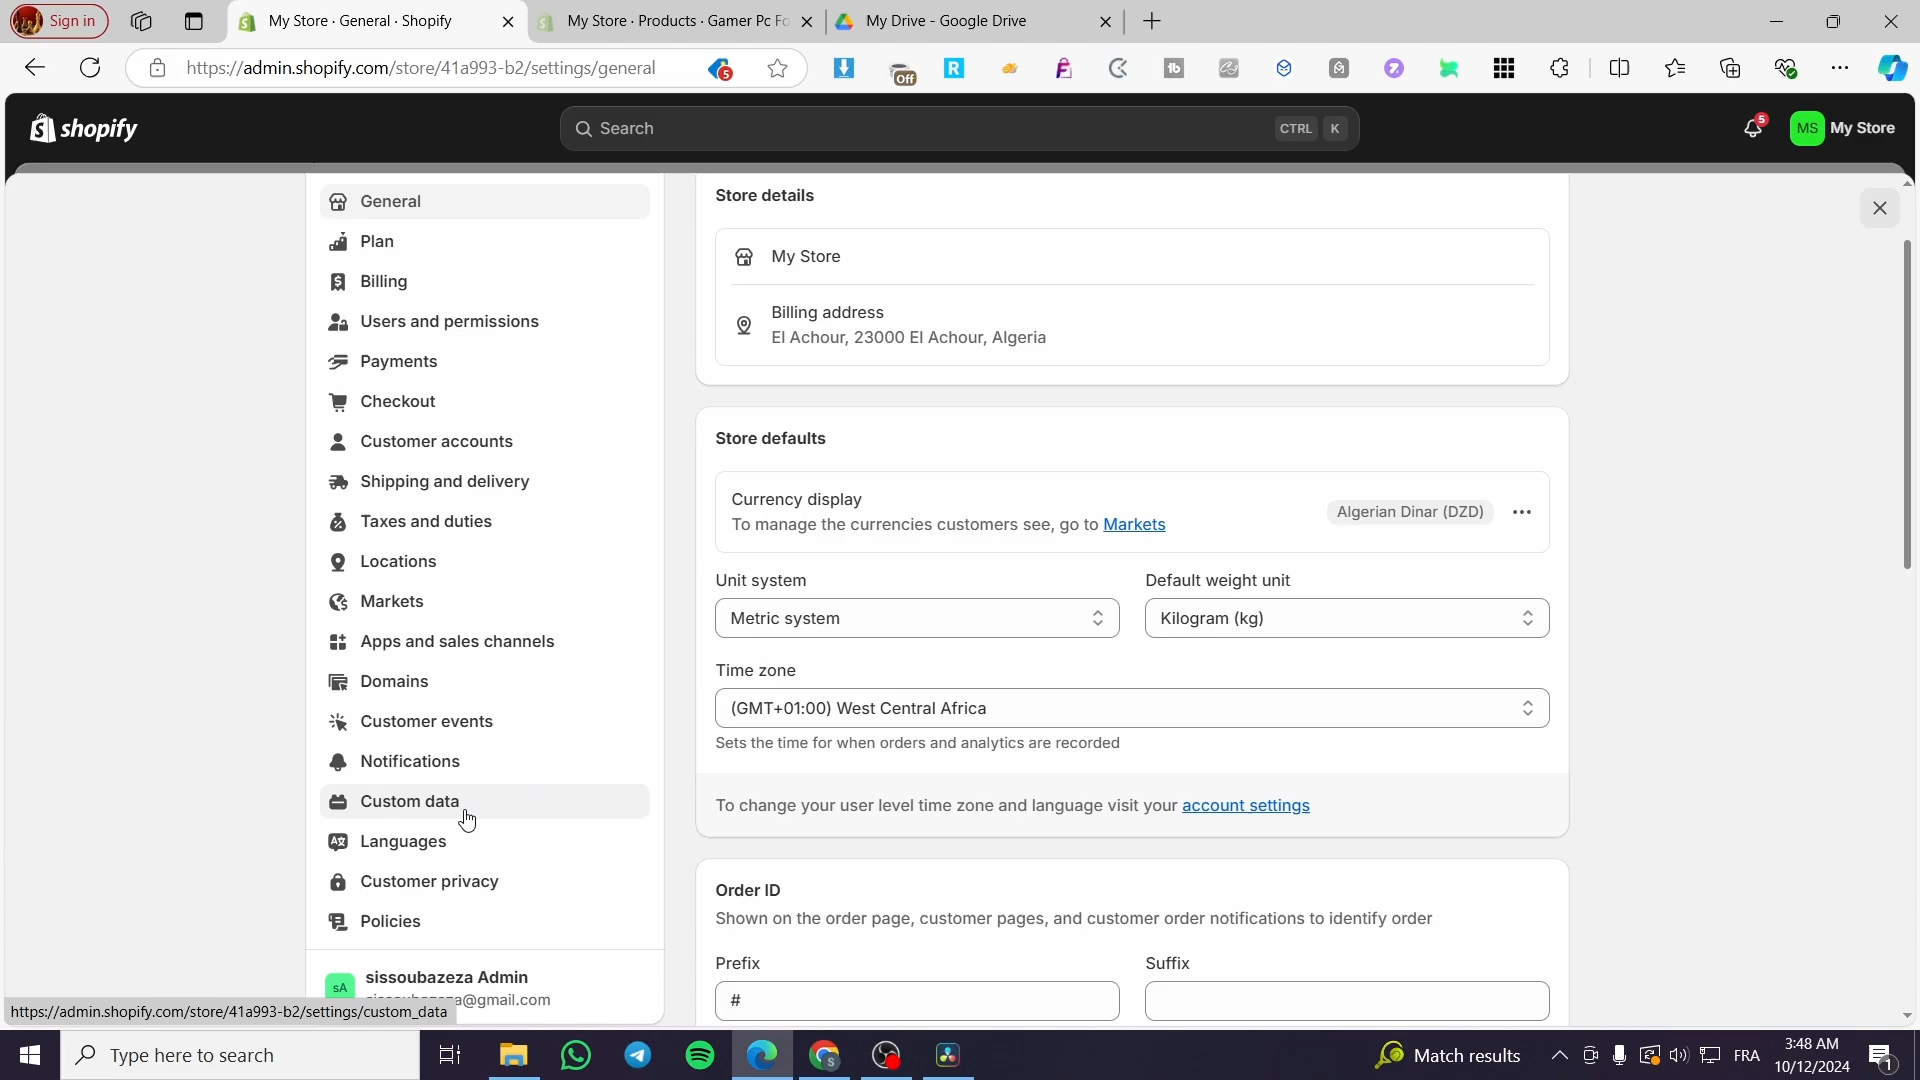 Sign in
My Store · General · Shopify
My Store · Products · Gamer Pc Fo
My Drive - Google Drive
https://admin.shopify.com/store/41a993-b2/settings/general
5
Off
shopify
Search
CTRL K
5
MS
My Store
General
Plan
Billing
Users and permissions
Payments
Checkout
Customer accounts
Shipping and delivery
Taxes and duties
Locations
Markets
Apps and sales channels
Domains
Customer events
Notifications
Custom data
Languages
Customer privacy
Policies
sA
sissoubazeza Admin
@gmail.com
https://admin.shopify.com/store/41a993-b2/settings/custom_data
Store details
My Store
Billing address
El Achour, 23000 El Achour, Algeria
Store defaults
Currency display
To manage the currencies customers see, go to Markets
Algerian Dinar (DZD)
Unit system
Default weight unit
Metric system
Kilogram (kg)
Time zone
(GMT+01:00) West Central Africa
Sets the time for when orders and analytics are recorded
To change your user level time zone and language visit your account settings
Order ID
Shown on the order page, customer pages, and customer order notifications to identify order
Prefix
Suffix
#
Type here to search
Match results
FRA
3:48 AM
10/12/2024
1